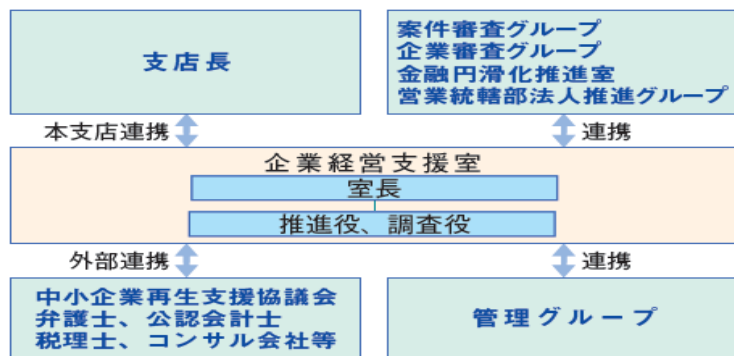 支店長
案件審査グループ
企業審査グループ
金融円滑化推進室
営業統轄部法人推進グループ
本支店連携
連携
企業経営支援室
室長
推進役、調査役
外部連携
連携
中小企業再生支援協議会
弁護士、公認会計士
税理士、コンサル会社等
管理グループ